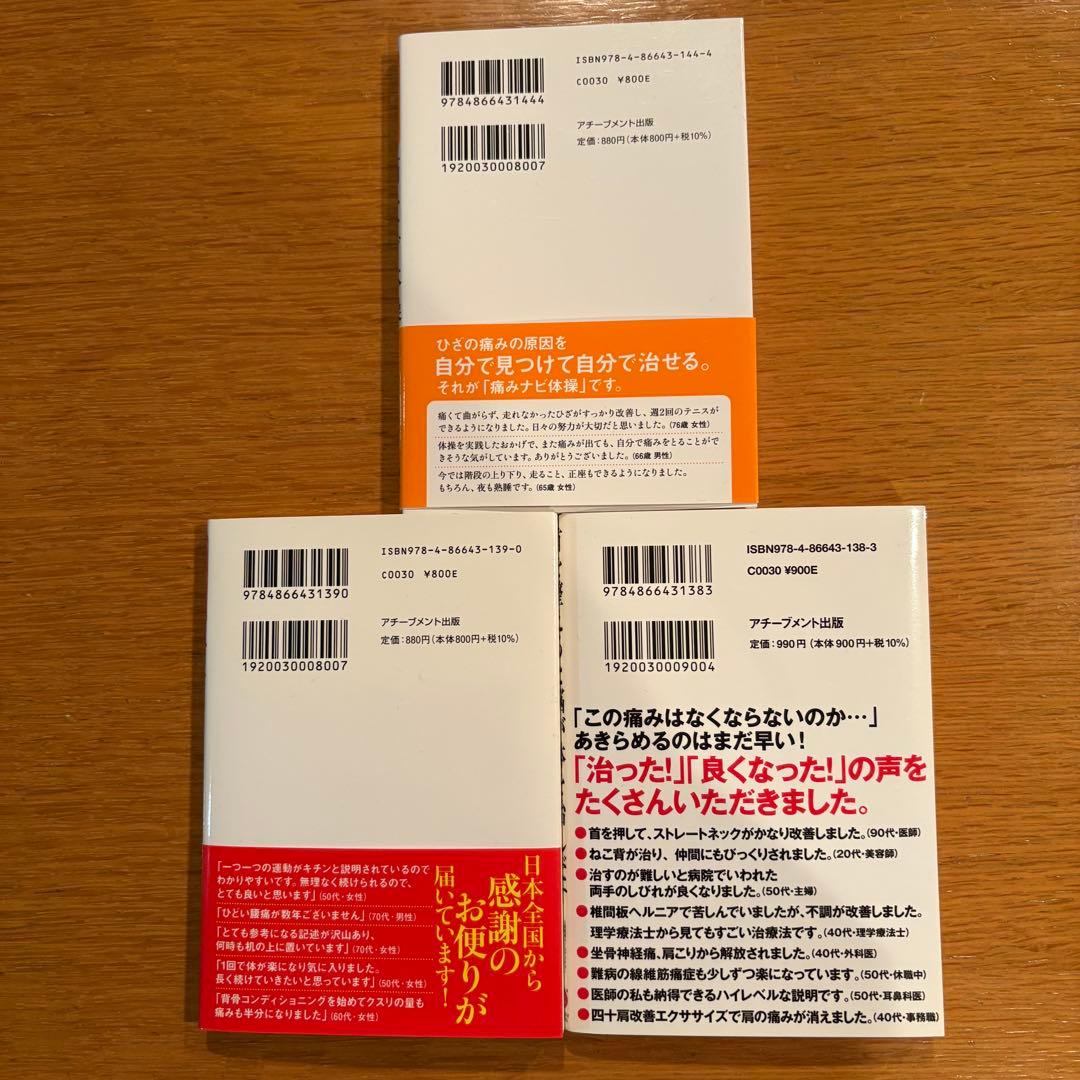 ISBN978-4-86643-144-4
9784866431444
C0030 ¥800E
アチーブメント出版
定価：880円（本体800円+税10%）
1920030008007
ひざの痛みの原因を
自分で見つけて自分で治せる。
それが「痛みナビ体操」です。
痛くて曲がらず、走れなかったひざがすっかり改善し、週2回のテニスが
できるようになりました。日々の努力が大切だと思いました。（76歳 女性）
体操を実践したおかげで、また痛みが出ても、自分で痛みをとることがで
きそうな気がしています。ありがとうございました。（66歳 男性）
今では階段の上り下り、走ること、正座もできるようになりました。
もちろん、夜も熟睡です。（65歳 女性）
ISBN978-4-86643-139-0
9784866431390
C0030 ¥800E
アチーブメント出版
定価：880円（本体800円+税10%）
1920030008007
日本全国から
感謝の
お便りが
届いています！
「一つ一つの運動がキチンと説明されているので
わかりやすいです。無理なく続けられるので、
とても良いと思います」（50代・女性）
「ひどい腰痛が数年ございません」（70代・男性）
「とても参考になる記述が沢山あり、
何時も机の上に置いています」（70代・女性）
「1回で体が楽になり気に入りました。
長く続けていきたいと思っています」（50代・女性）
「背骨コンディショニングを始めてクスリの量も
痛みも半分になりました」（60代・女性）
ISBN978-4-86643-138-3
9784866431383
C0030 ¥900E
アチーブメント出版
定価：990円（本体900円+税10%）
1920030009004
「この痛みはなくならないのか…」
あきらめるのはまだ早い！
「治った！」「良くなった！」の声を
たくさんいただきました。
●首を押して、ストレートネックがかなり改善しました。（90代・医師）
●ねこ背が治り、仲間にもびっくりされました。（20代・美容師）
●治すのが難しいと病院でいわれた
両手のしびれが良くなりました。（50代・主婦）
●椎間板ヘルニアで苦しんでいましたが、不調が改善しました。
理学療法士から見てもすごい治療法です。（40代・理学療法士）
●坐骨神経痛、肩こりから解放されました。（40代・外科医）
●難病の線維筋痛症も少しずつ楽になっています。（50代・休職中）
●医師の私も納得できるハイレベルな説明です。（50代・耳鼻科医）
●四十肩改善エクササイズで肩の痛みが消えました。（40代・事務職）